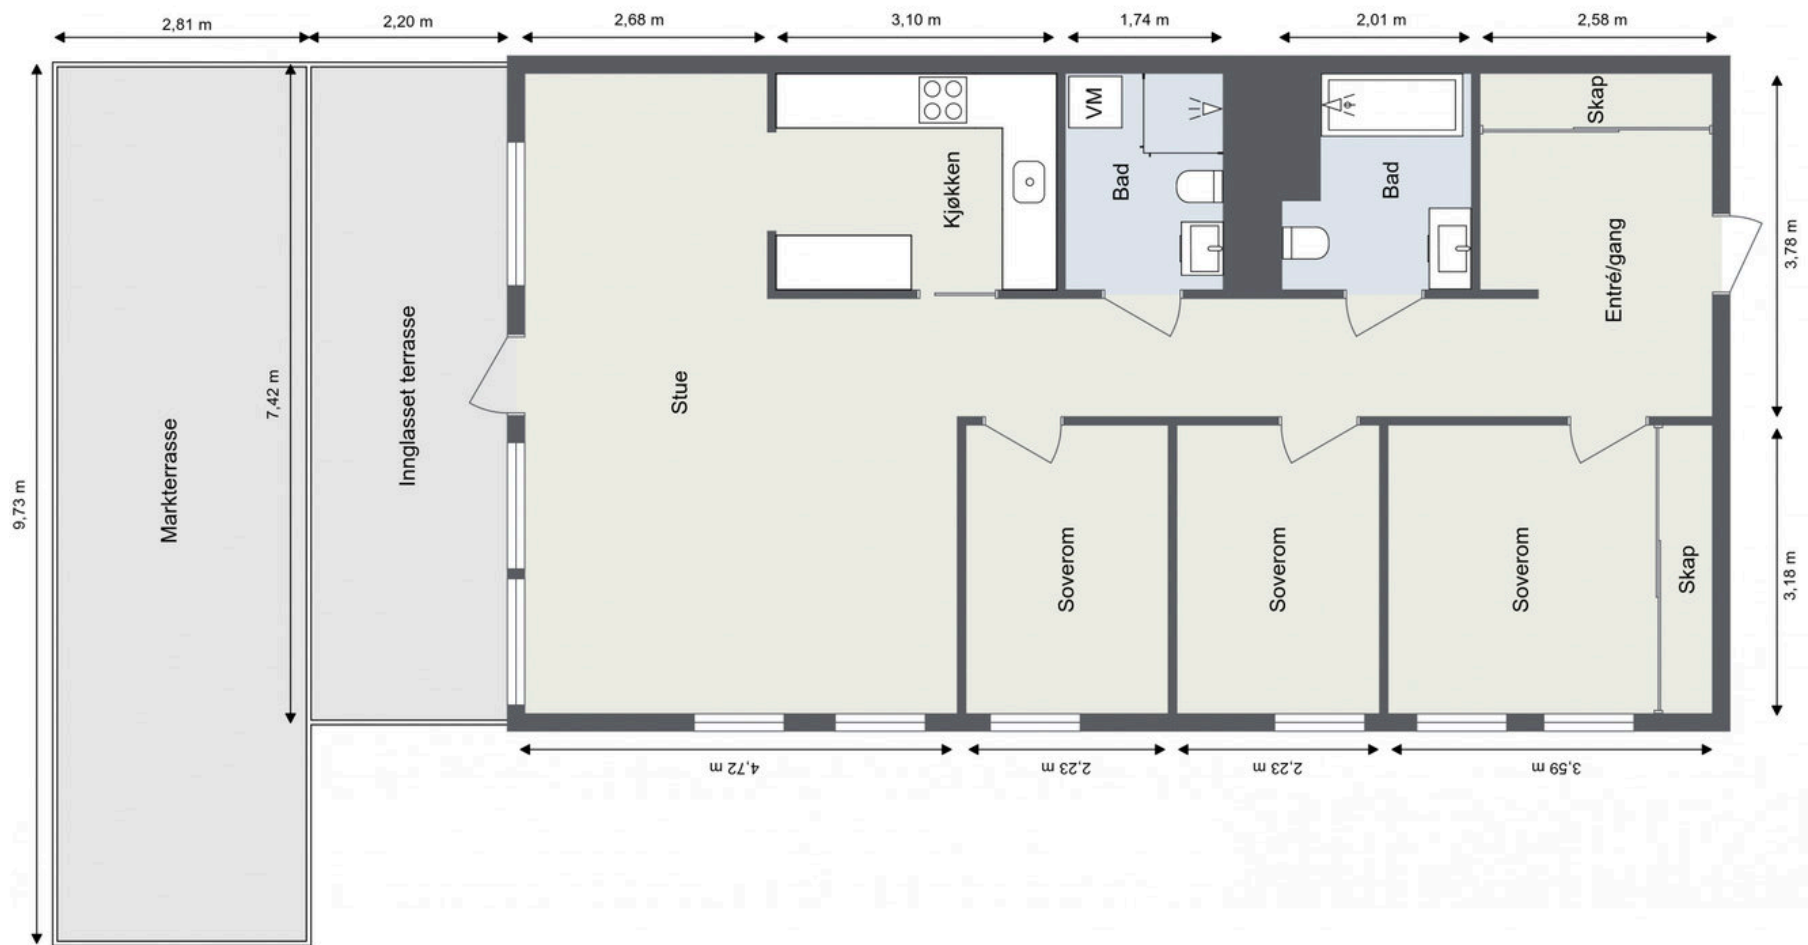 2,81 m
2,20 m
2,68 m
3,10 m
1,74 m
2,01 m
2,58 m
VM
Skap
Kjøkken
Bad
Bad
Entré/gang
3,78 m
Innglasset terrasse
Stue
7,42 m
Markterrasse
9,73 m
Soverom
Soverom
Soverom
Skap
3,18 m
4,72 m
2,23 m
2,23 m
3,59 m